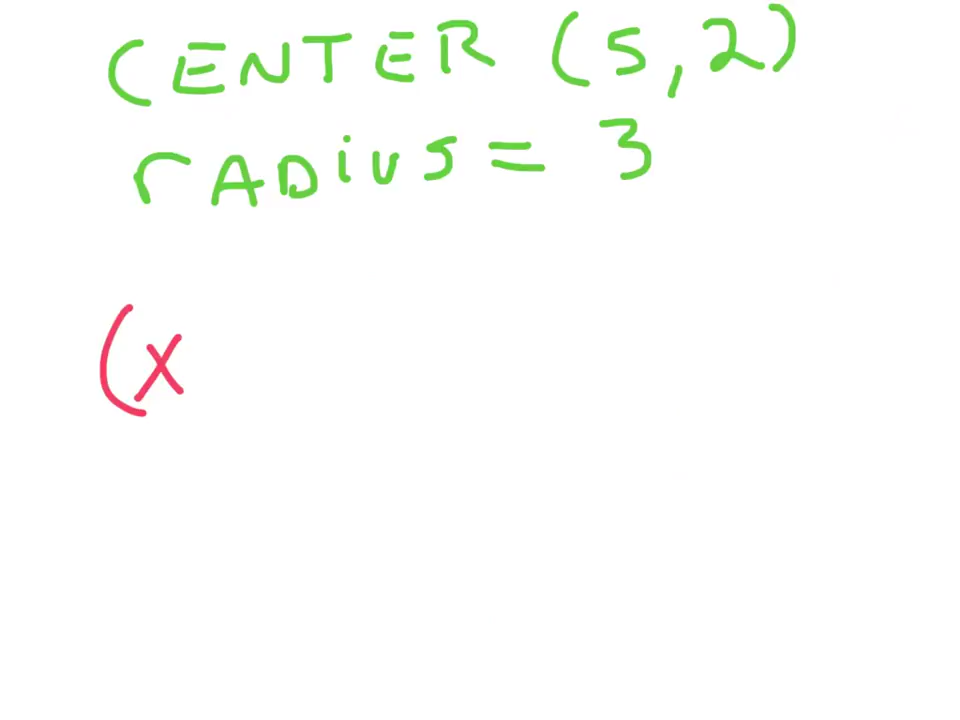 CENTER (5,2)
rADiUS = 3
(x